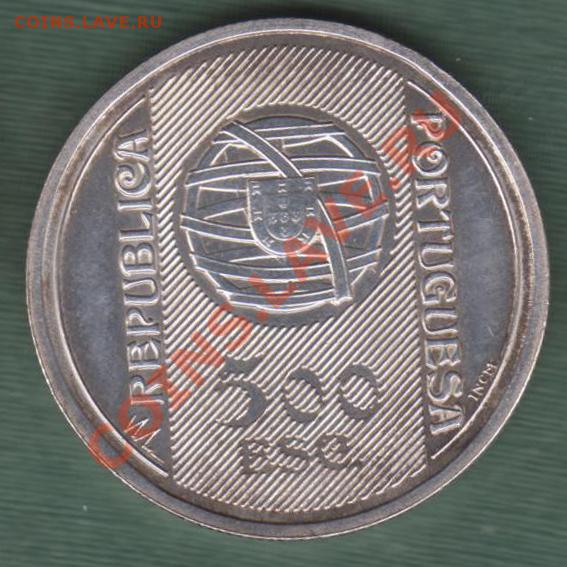 COINS.LAVE.RU
REPUBLICA
PORTUGUESA
500
ESC.
INCM
COINS.LAVE.RU